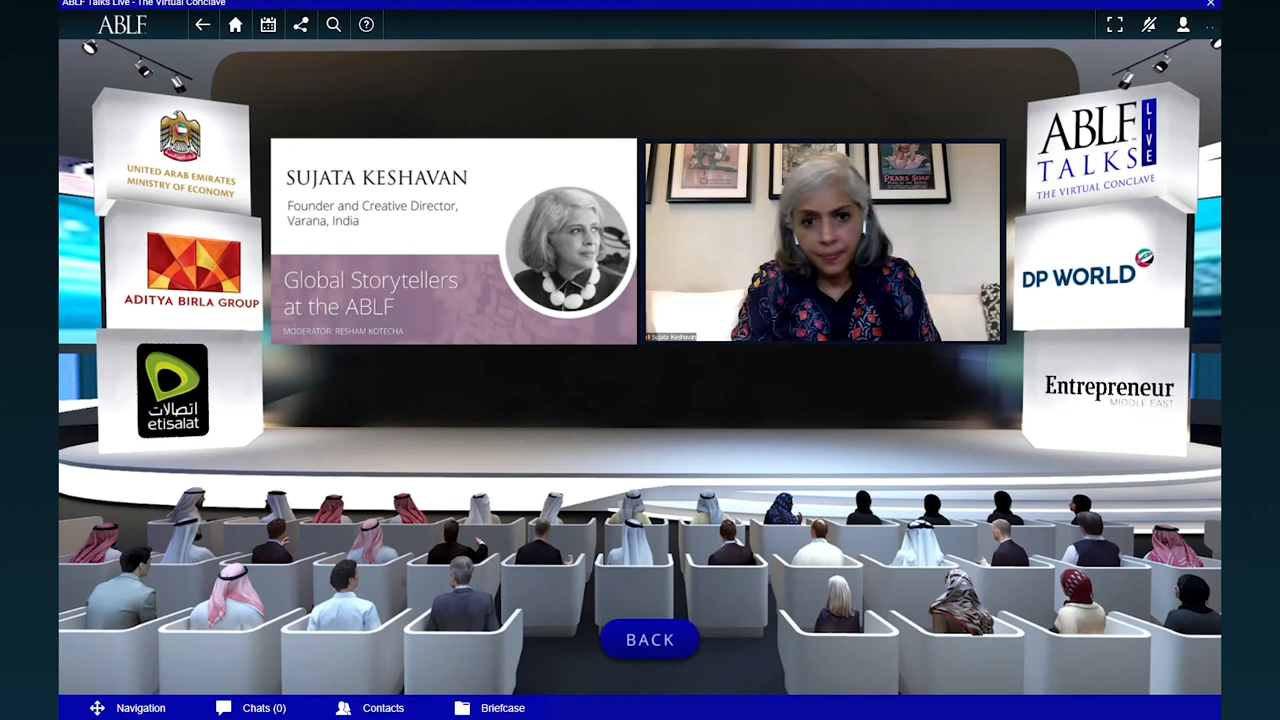 ABLF Talks Live - The Virtual Conclave
ABLF
UNITED ARAB EMIRATES
MINISTRY OF ECONOMY
ADITYA BIRLA GROUP
اتصالات
etisalat
SUJATA KESHAVAN
Founder and Creative Director,
Varana, India
Global Storytellers
at the ABLF
MODERATOR: RESHAM KOTECHA
PEARS SOAP
Sujata Keshavan
ABLF
LIVE
TALKS
THE VIRTUAL CONCLAVE
DP WORLD
Entrepreneur
MIDDLE EAST
BACK
Navigation
Chats (0)
Contacts
Briefcase